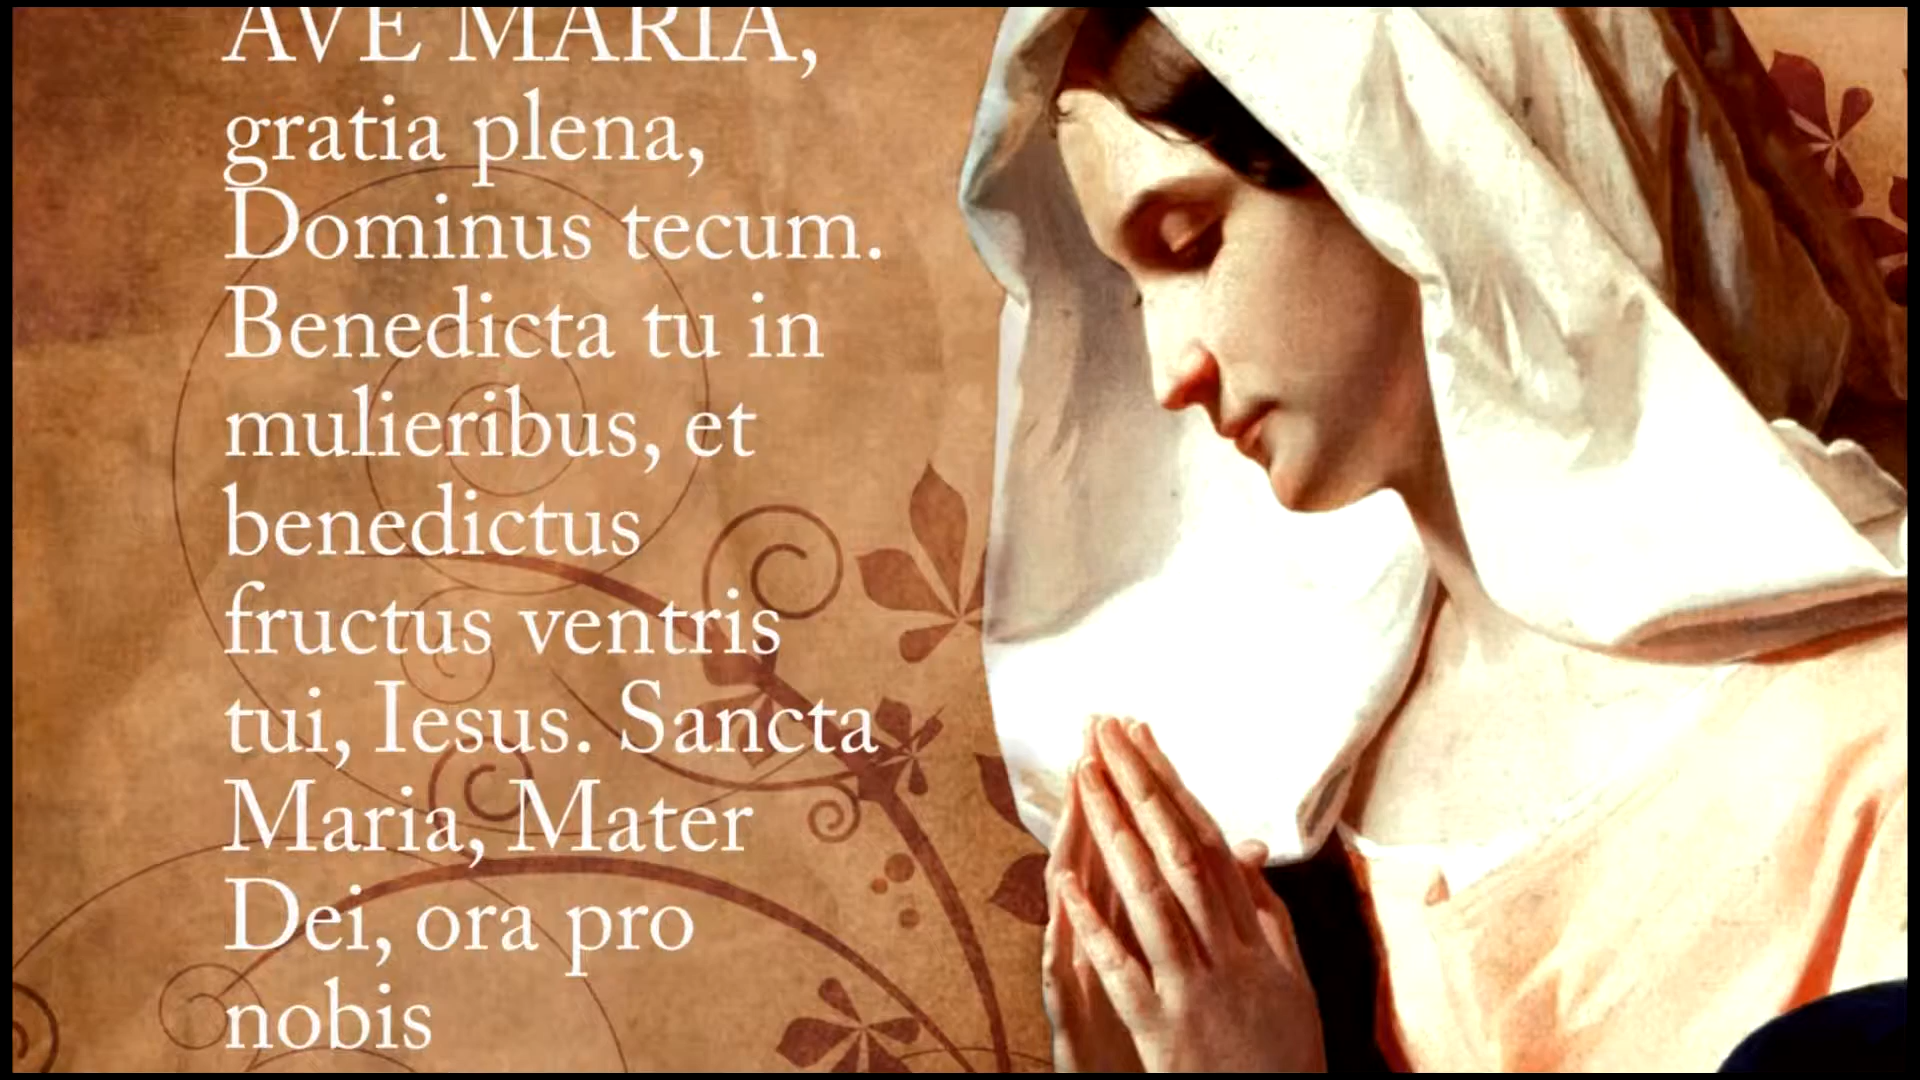 AVE MARIA,
gratia plena,
Dominus tecum.
Benedicta tu in
mulieribus, et
benedictus
fructus ventris
tui, Iesus. Sancta
Maria, Mater
Dei, ora pro
nobis